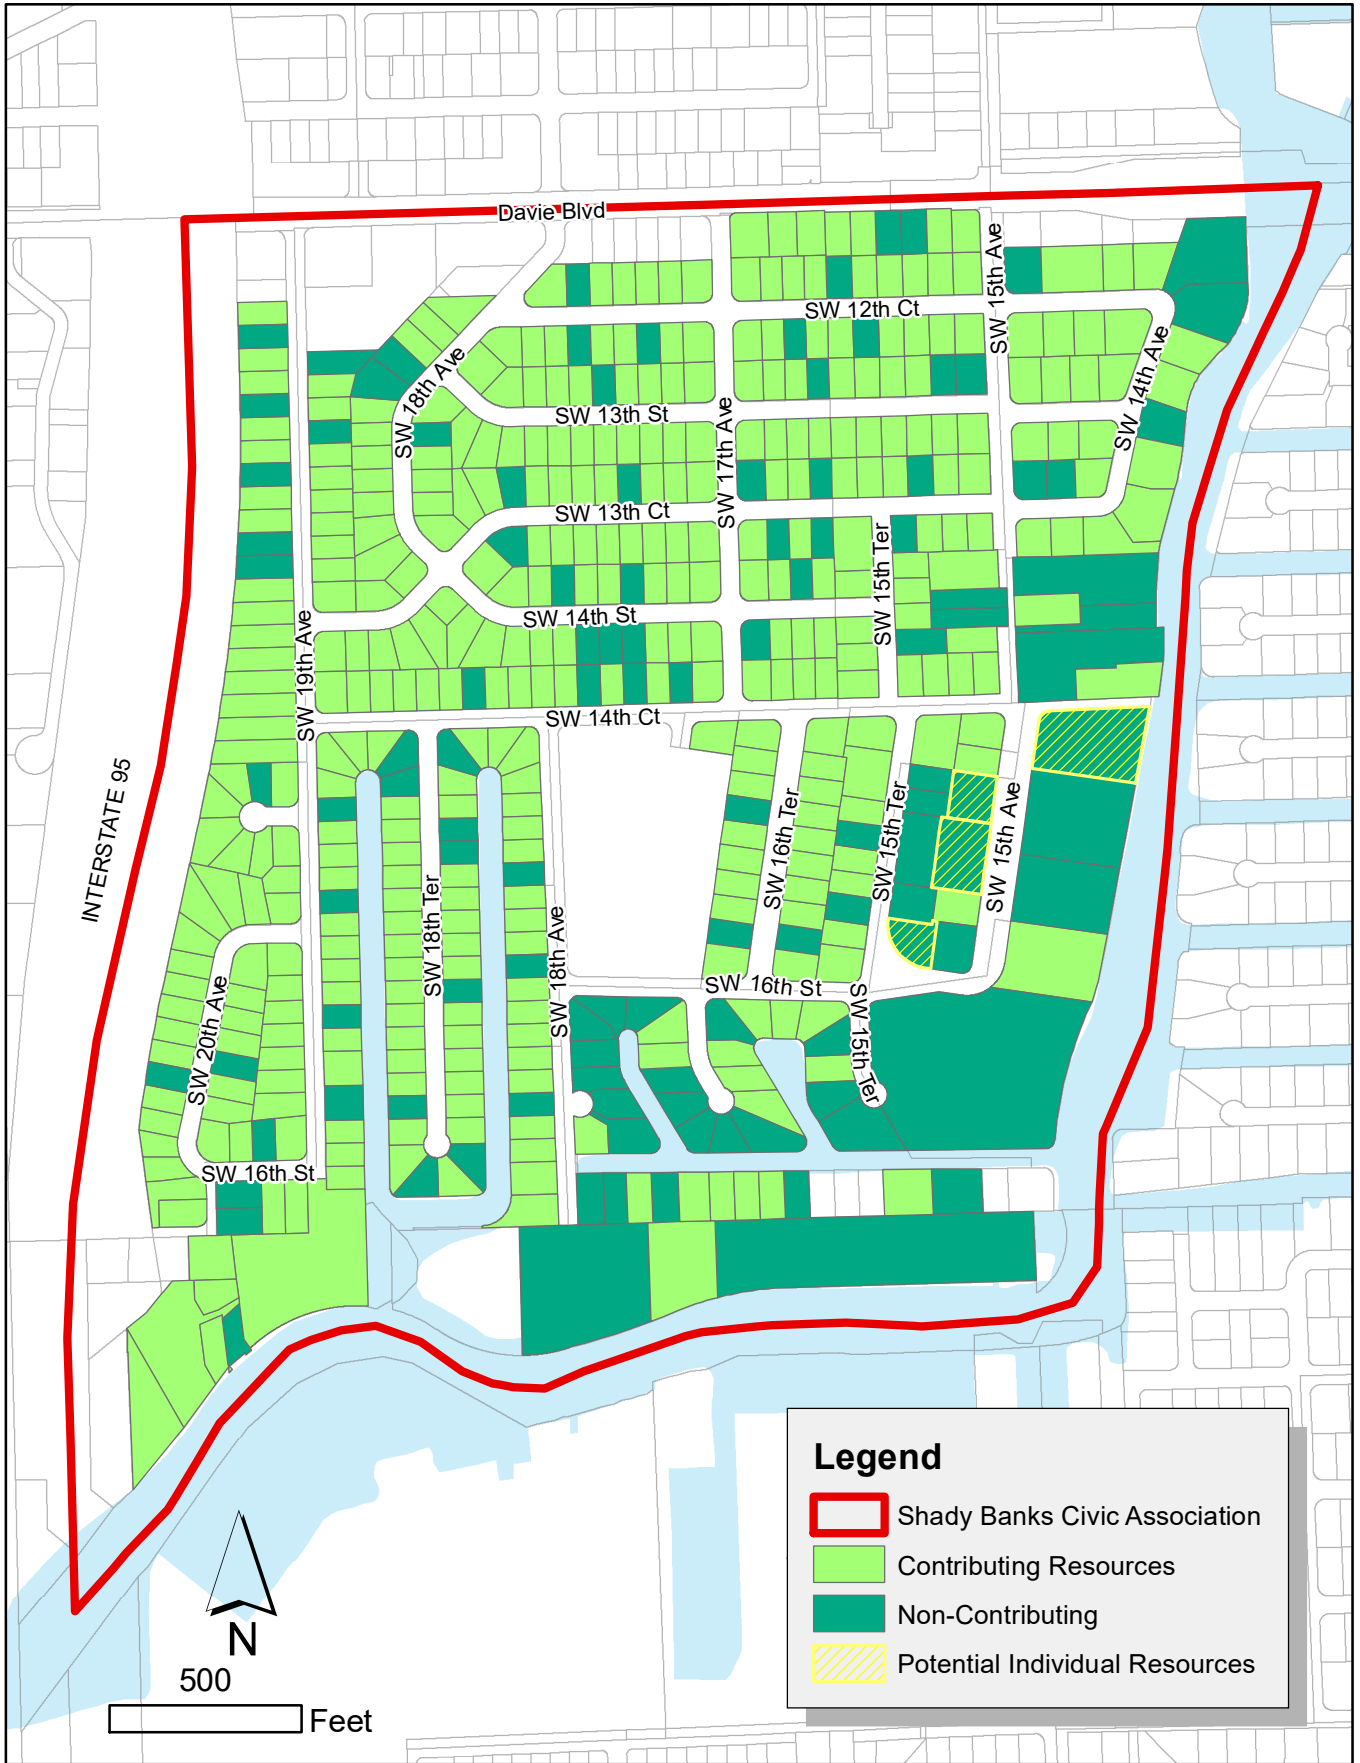 Davie Blvd
SW 15th Ave
SW 12th Ct
SW 14th Ave
SW 18th Ave
SW 13th St
SW 17th Ave
SW 13th Ct
SW 15th Ter
SW 14th St
SW 19th Ave
SW 14th Ct
INTERSTATE 95
SW 16th Ter
SW 15th Ter
SW 15th Ave
SW 18th Ter
SW 18th Ave
SW 20th Ave
SW 16th St
SW 15th Ter
SW 16th St
Legend
Shady Banks Civic Association
Contributing Resources
Non-Contributing
Potential Individual Resources
N
500
Feet